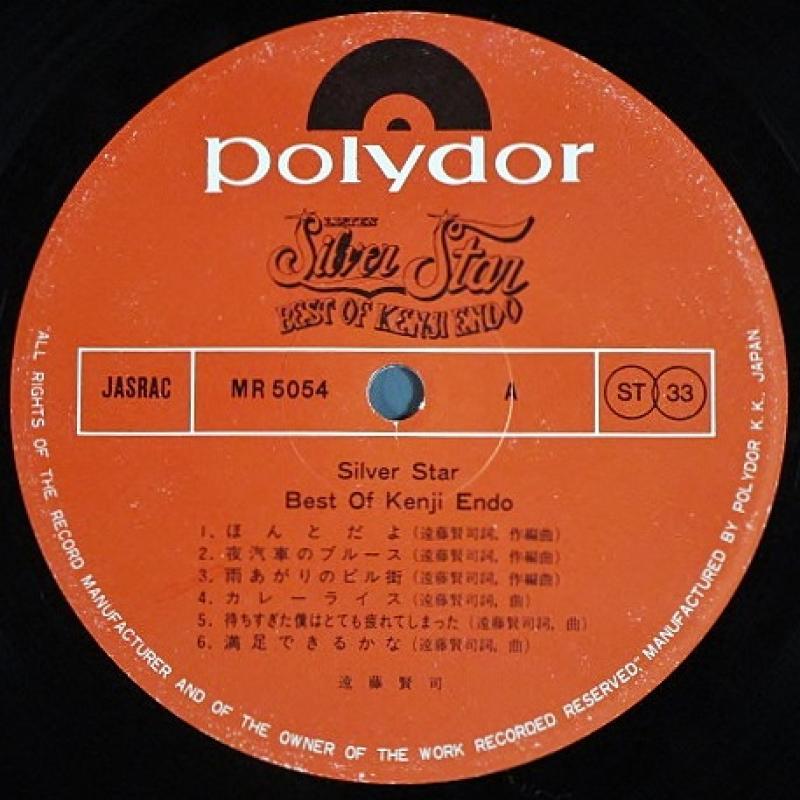 polydor
Silver Star
BEST OF KENJI ENDO
JASRAC
MR 5054
A
ST 33
Silver Star
Best Of Kenji Endo
1. ほんとだよ (遠藤賢司詞, 作編曲)
2. 夜汽車のブルース (遠藤賢司詞, 作編曲)
3. 雨あがりのビル街 (遠藤賢司詞, 作編曲)
4. カレーライス (遠藤賢司詞, 曲)
5. 待ちすぎた僕はとても疲れてしまった (遠藤賢司詞, 曲)
6. 満足できるかな (遠藤賢司詞, 曲)
遠藤賢司
ALL RIGHTS OF THE RECORD MANUFACTURER AND OF THE OWNER OF THE WORK RECORDED RESERVED. MANUFACTURED BY POLYDOR K.K. JAPAN